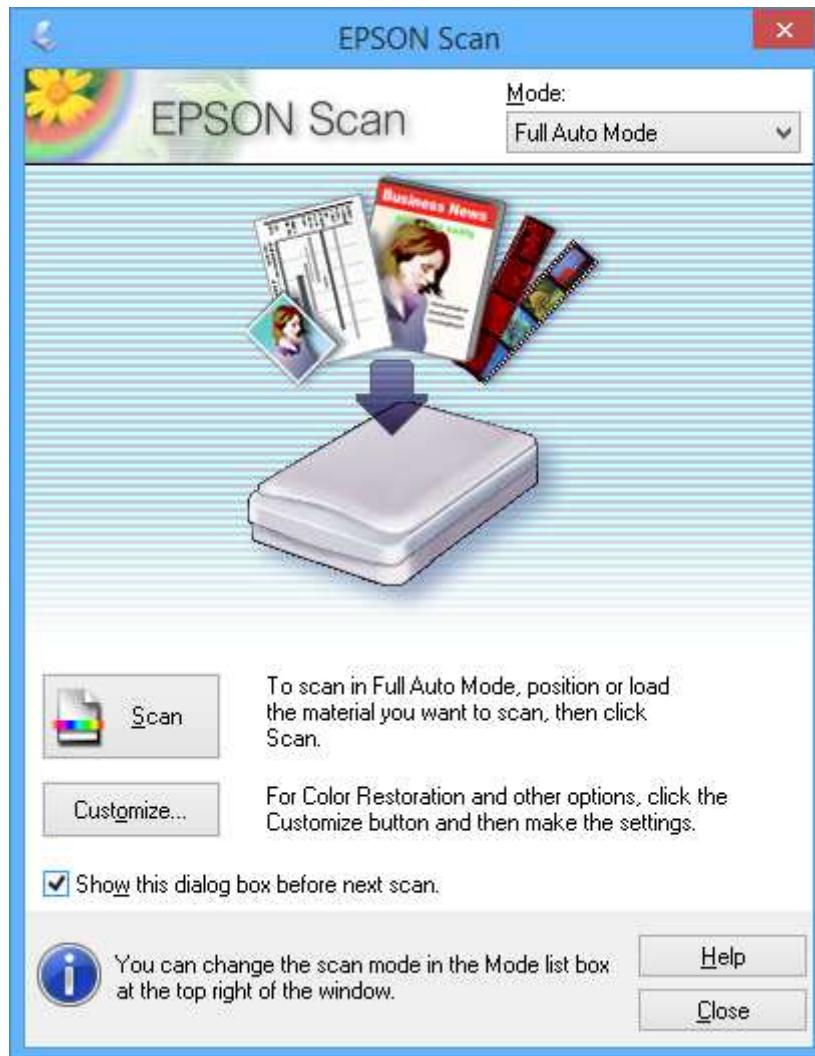 EPSON Scan
EPSON Scan
Mode:
Full Auto Mode
Business News
Scan
To scan in Full Auto Mode, position or load
the material you want to scan, then click
Scan.
Customize...
For Color Restoration and other options, click the
Customize button and then make the settings.
Show this dialog box before next scan.
You can change the scan mode in the Mode list box
at the top right of the window.
Help
Close